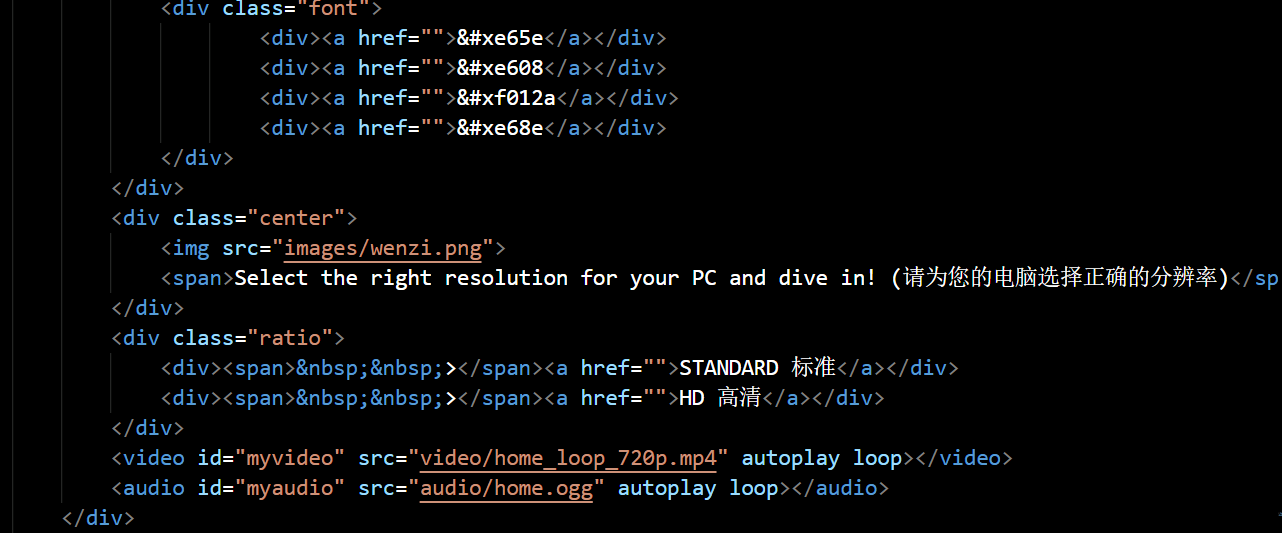 <div class="font">
<div><a href="">&#xe65e</a></div>
<div><a href="">&#xe608</a></div>
<div><a href="">&#xf012a</a></div>
<div><a href="">&#xe68e</a></div>
</div>
</div>
<div class="center">
<img src="images/wenzi.png">
<span>Select the right resolution for your PC and dive in! (请为您的电脑选择正确的分辨率)</sp
</div>
<div class="ratio">
<div><span>&nbsp;&nbsp;></span><a href="">STANDARD 标准</a></div>
<div><span>&nbsp;&nbsp;></span><a href="">HD 高清</a></div>
</div>
<video id="myvideo" src="video/home_loop_720p.mp4" autoplay loop></video>
<audio id="myaudio" src="audio/home.ogg" autoplay loop></audio>
</div>